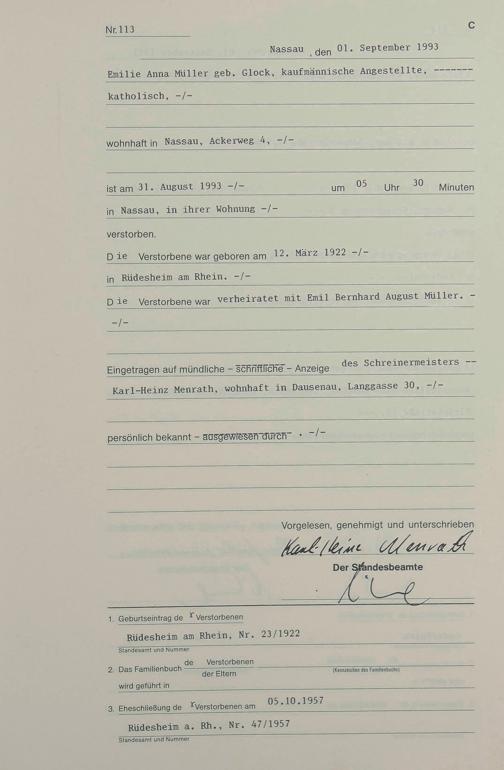 Nr. 113
C
Nassau , den 01. September 1993
Emilie Anna Müller geb. Glock, kaufmännische Angestellte, -------
katholisch, -/-
wohnhaft in Nassau, Ackerweg 4, -/-
ist am 31. August 1993 -/- um 05 Uhr 30 Minuten
in Nassau, in ihrer Wohnung -/-
verstorben.
Die Verstorbene war geboren am 12. März 1922 -/-
in Rüdesheim am Rhein. -/-
Die Verstorbene war verheiratet mit Emil Bernhard August Müller. -
-/-
Eingetragen auf mündliche – schriftliche – Anzeige des Schreinermeisters --
Karl-Heinz Menrath, wohnhaft in Dausenau, Langgasse 30, -/-
persönlich bekannt – ausgewiesen durch . -/-
Vorgelesen, genehmigt und unterschrieben
Karl-Heinz Menrath
Der Standesbeamte
1. Geburtseintrag der Verstorbenen
Rüdesheim am Rhein, Nr. 23/1922
Standesamt und Nummer
2. Das Familienbuch de Verstorbenen
der Eltern
(Kennzeichen des Familienbuchs)
wird geführt in
3. Eheschließung der Verstorbenen am 05.10.1957
Rüdesheim a. Rh., Nr. 47/1957
Standesamt und Nummer